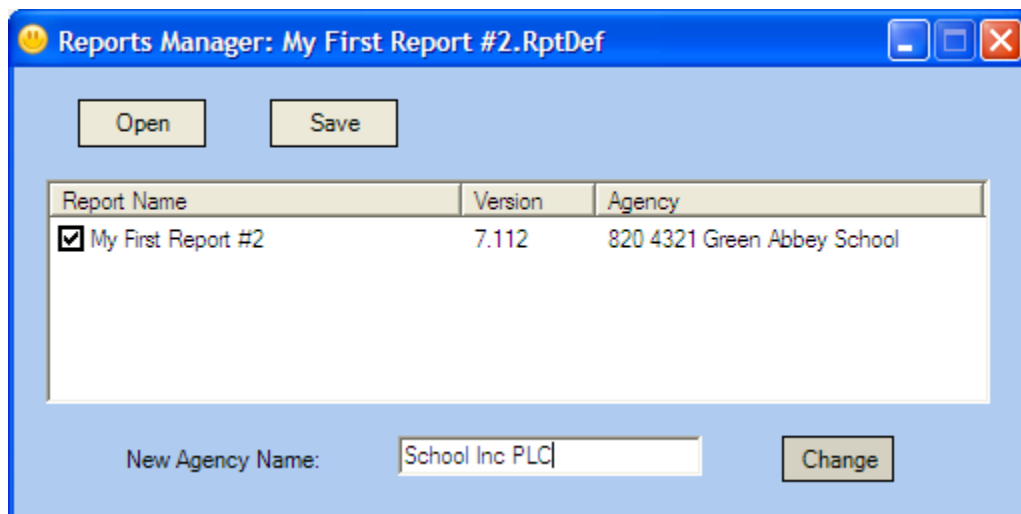 Reports Manager: My First Report #2.RptDef
Open Save
Report Name Version Agency
My First Report #2 7.112 820 4321 Green Abbey School
New Agency Name: School Inc PLC Change